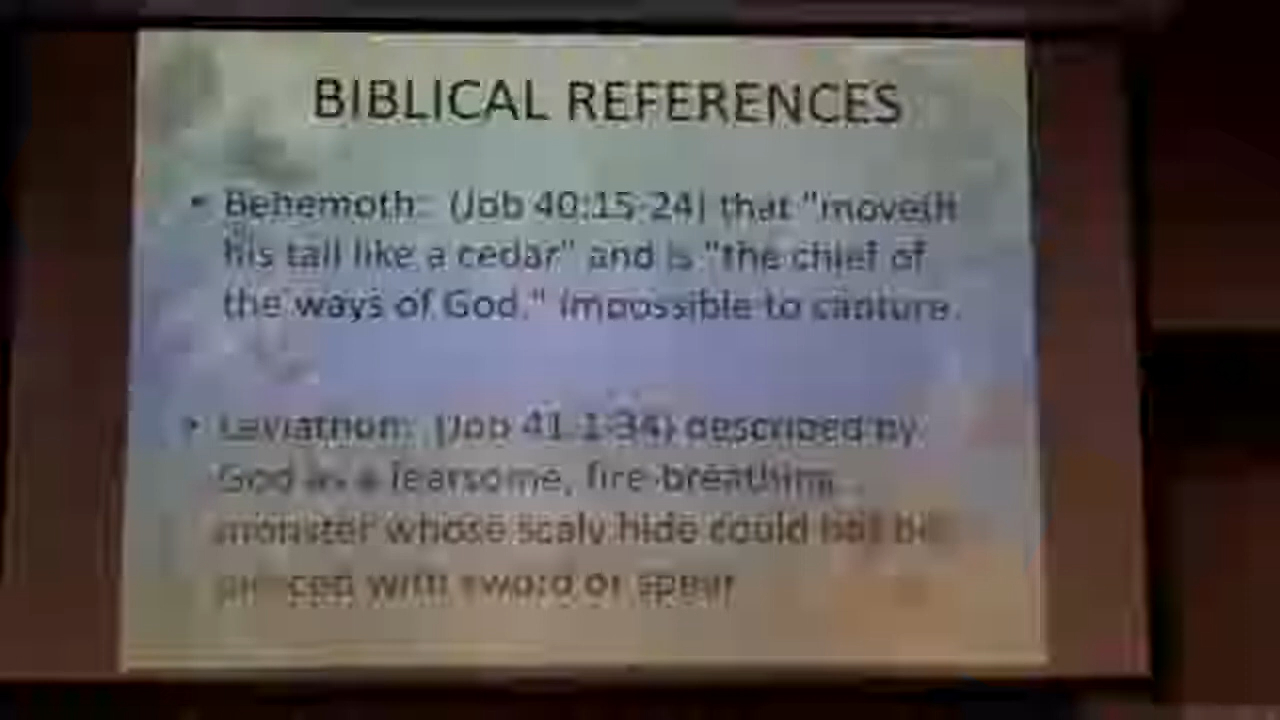 BIBLICAL REFERENCES
• Behemoth: (Job 40:15-24) that "moveth
his tail like a cedar" and is "the chief of
the ways of God." Impossible to capture.
• Leviathon: (Job 41:1-34) described by
God as a fearsome, fire-breathing
monster whose scaly hide could not be
pierced with sword or spear